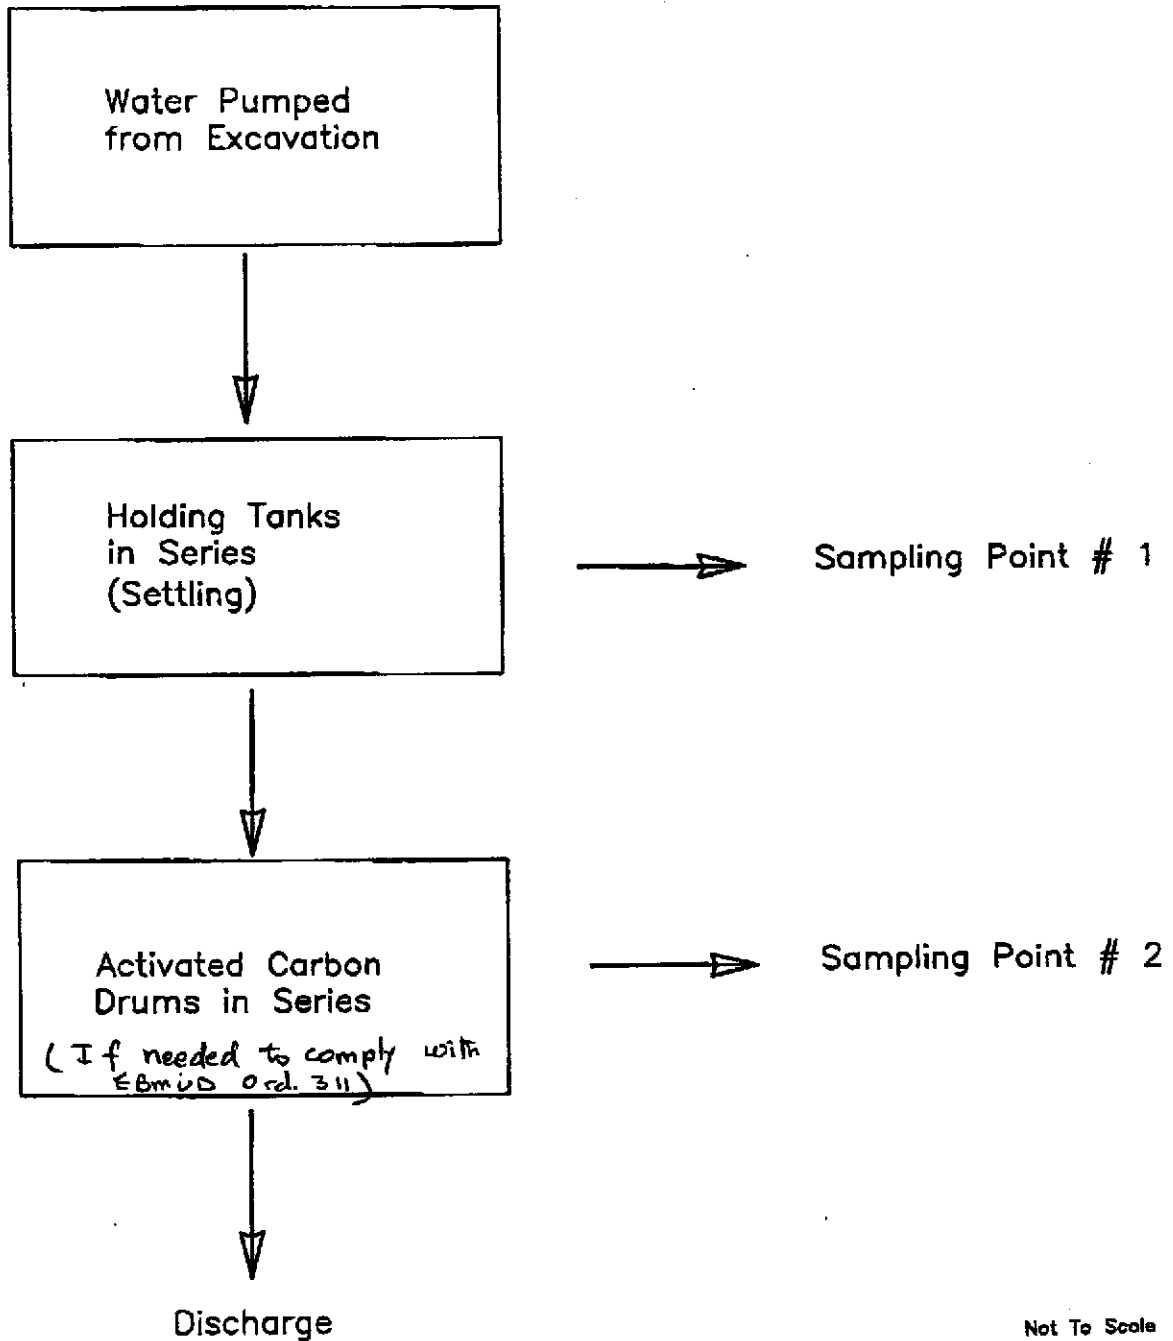 Water Pumped
from Excavation
Holding Tanks
in Series
(Settling)
Sampling Point # 1
Activated Carbon
Drums in Series
(If needed to comply with
EBMUD Ord. 311)
Sampling Point # 2
Discharge
Not To Scale